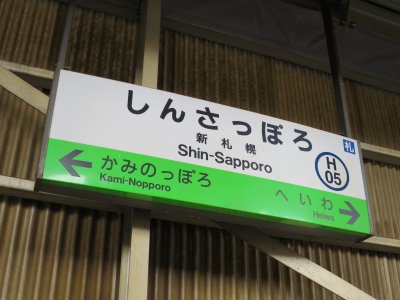 しんさっぽろ
札
新札幌
Shin-Sapporo
H
05
かみのっぽろ
Kami-Nopporo
へいわ
Heiwa